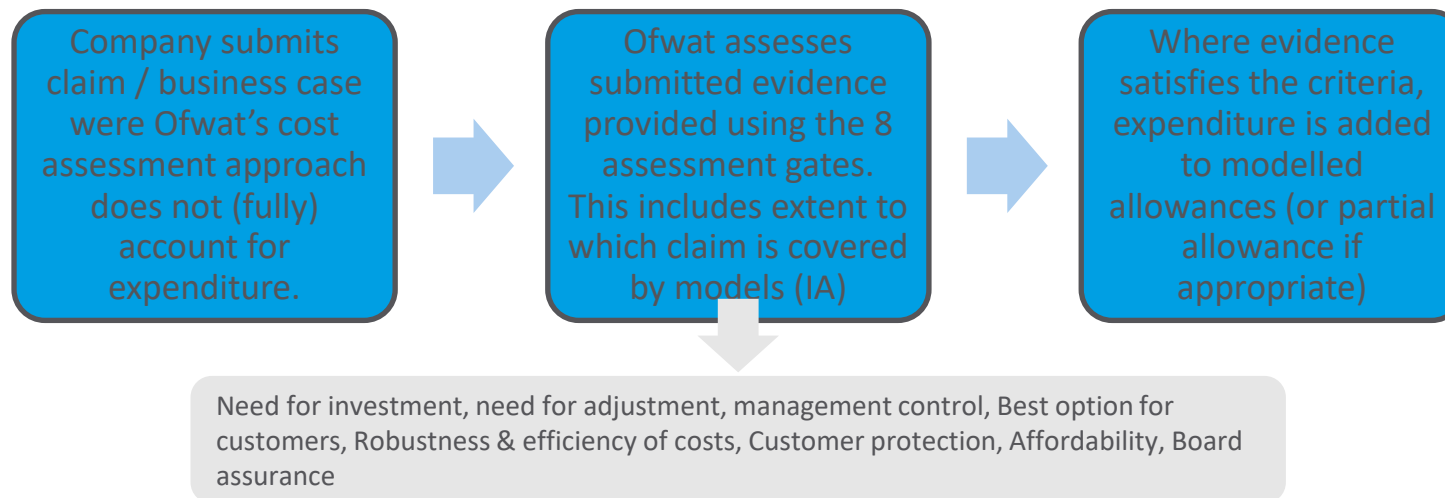 Company submits
claim / business case
were Ofwat’s cost
assessment approach
does not (fully)
account for
expenditure.
Ofwat assesses
submitted evidence
provided using the 8
assessment gates.
This includes extent to
which claim is covered
by models (IA)
Where evidence
satisfies the criteria,
expenditure is added
to modelled
allowances (or partial
allowance if
appropriate)
Need for investment, need for adjustment, management control, Best option for
customers, Robustness & efficiency of costs, Customer protection, Affordability, Board
assurance